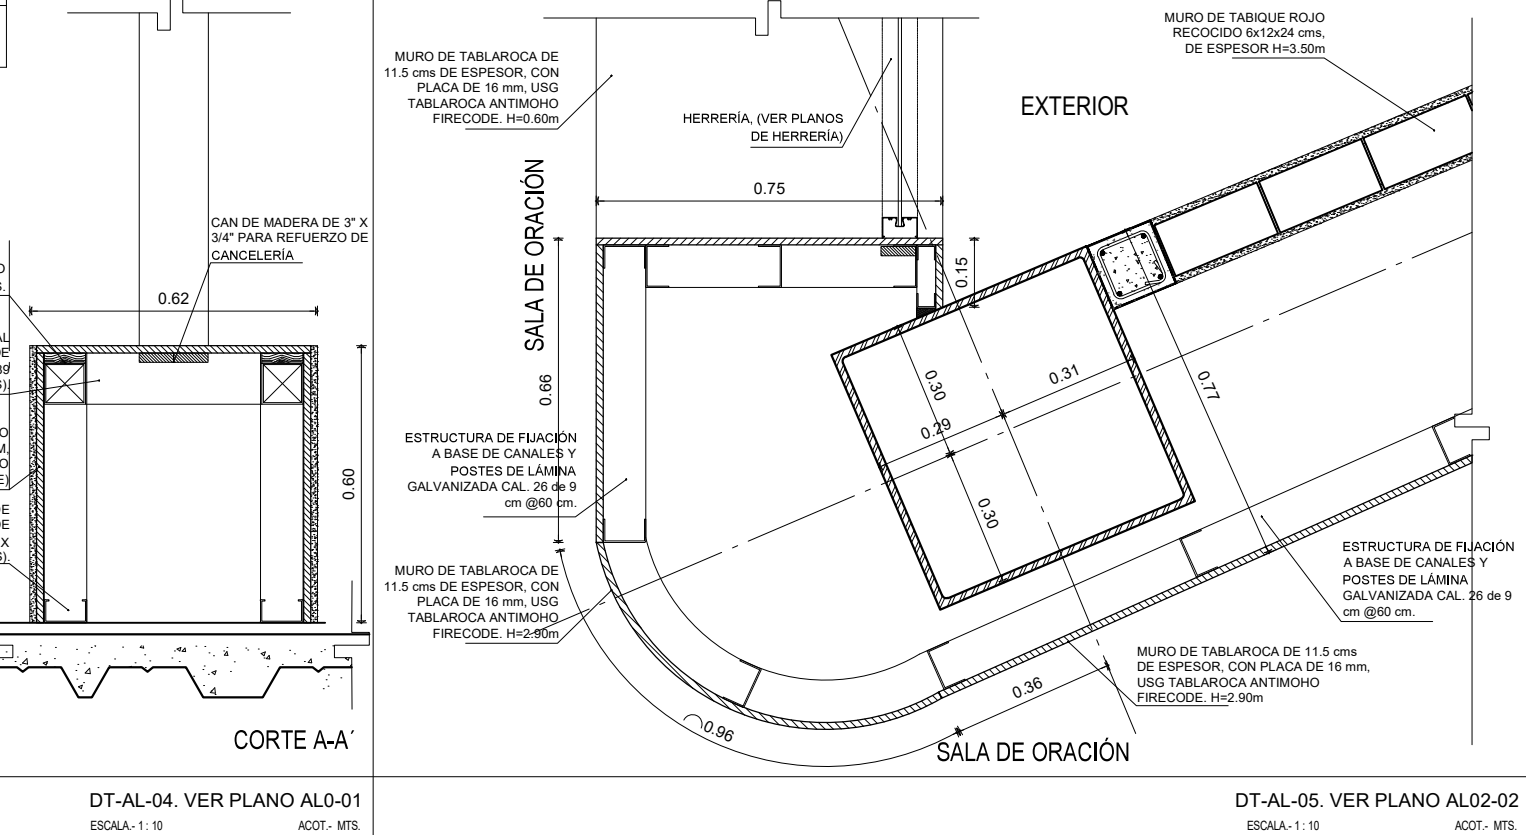 CAN DE MADERA DE 3" X
3/4" PARA REFUERZO DE
CANCELERÍA
0.62
0.60
CORTE A-A´
DT-AL-04. VER PLANO AL0-01
ESCALA.- 1 : 10
ACOT.- MTS.
MURO DE TABLAROCA DE
11.5 cms DE ESPESOR, CON
PLACA DE 16 mm, USG
TABLAROCA ANTIMOHO
FIRECODE. H=0.60m
HERRERÍA, (VER PLANOS
DE HERRERÍA)
MURO DE TABIQUE ROJO
RECOCIDO 6x12x24 cms,
DE ESPESOR H=3.50m
EXTERIOR
SALA DE ORACIÓN
0.75
0.15
0.66
0.30
0.31
0.29
0.30
0.77
ESTRUCTURA DE FIJACIÓN
A BASE DE CANALES Y
POSTES DE LÁMINA
GALVANIZADA CAL. 26 de 9
cm @60 cm.
MURO DE TABLAROCA DE
11.5 cms DE ESPESOR, CON
PLACA DE 16 mm, USG
TABLAROCA ANTIMOHO
FIRECODE. H=2.90m
ESTRUCTURA DE FIJACIÓN
A BASE DE CANALES Y
POSTES DE LÁMINA
GALVANIZADA CAL. 26 de 9
cm @60 cm.
MURO DE TABLAROCA DE 11.5 cms
DE ESPESOR, CON PLACA DE 16 mm,
USG TABLAROCA ANTIMOHO
FIRECODE. H=2.90m
0.36
0.96
SALA DE ORACIÓN
DT-AL-05. VER PLANO AL02-02
ESCALA.- 1 : 10
ACOT.- MTS.